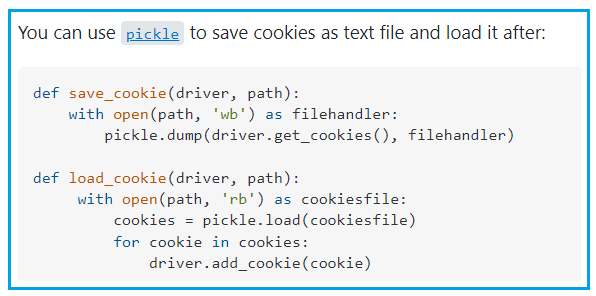 You can use pickle to save cookies as text file and load it after:
def save_cookie(driver, path):
    with open(path, 'wb') as filehandler:
        pickle.dump(driver.get_cookies(), filehandler)
def load_cookie(driver, path):
     with open(path, 'rb') as cookiesfile:
         cookies = pickle.load(cookiesfile)
         for cookie in cookies:
             driver.add_cookie(cookie)